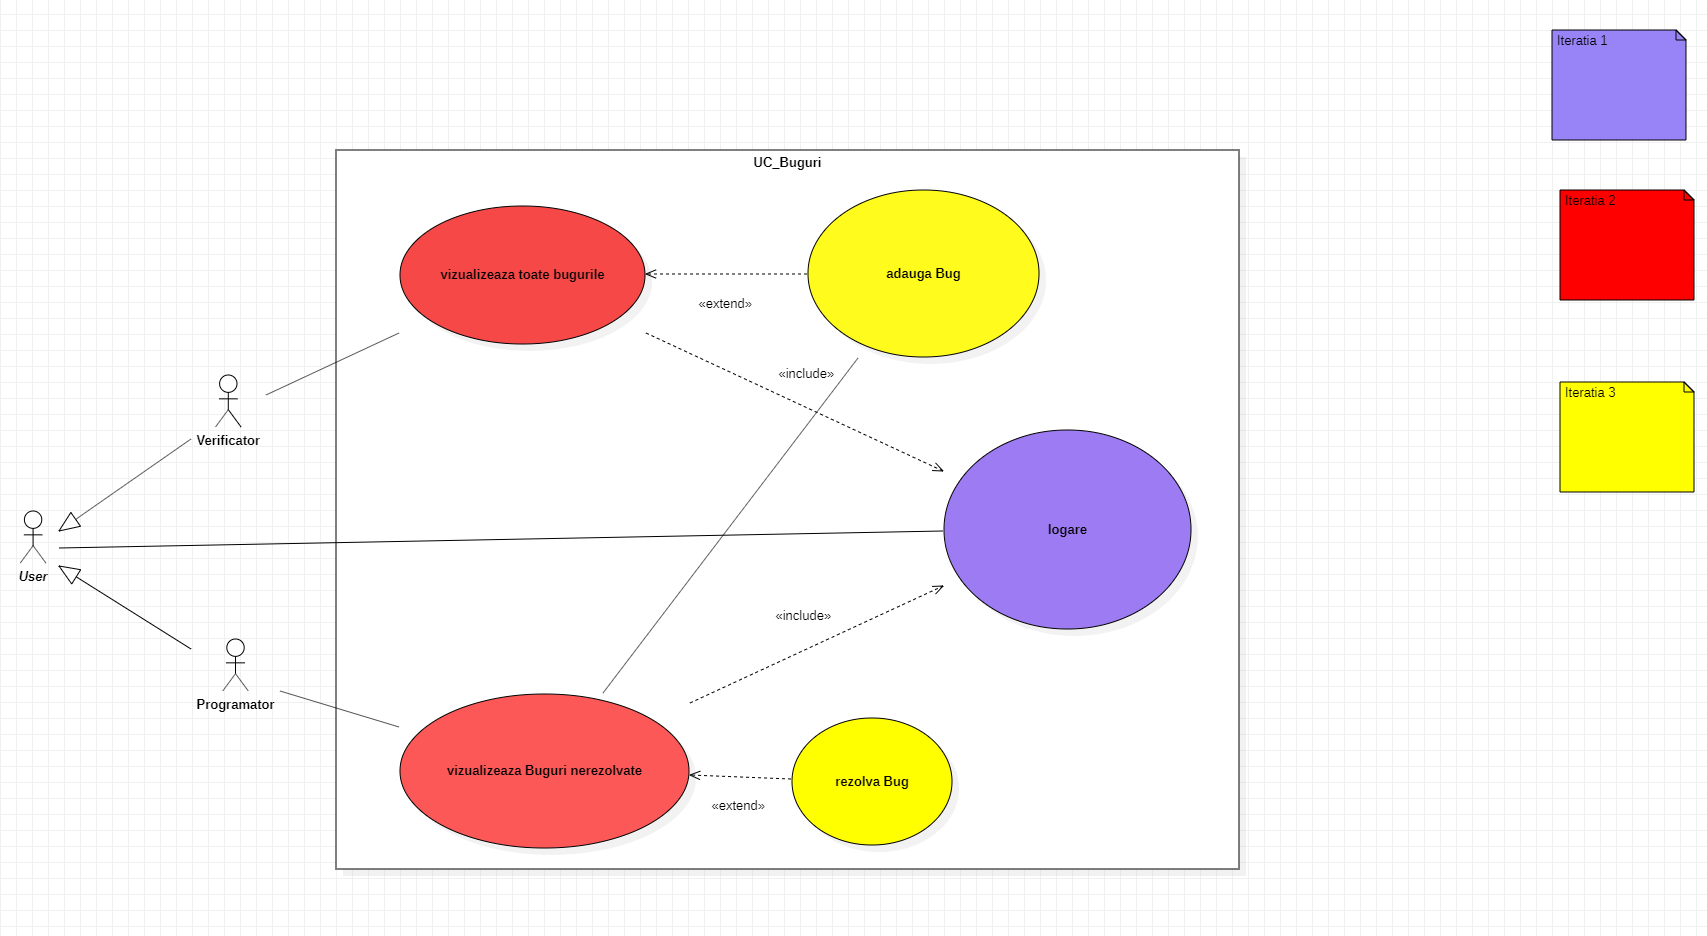 Iteratia 1
UC_Buguri
Iteratia 2
vizualizeaza toate bugurile
adauga Bug
«extend»
«include»
Iteratia 3
Verificator
logare
User
«include»
Programator
vizualizeaza Buguri nerezolvate
rezolva Bug
«extend»